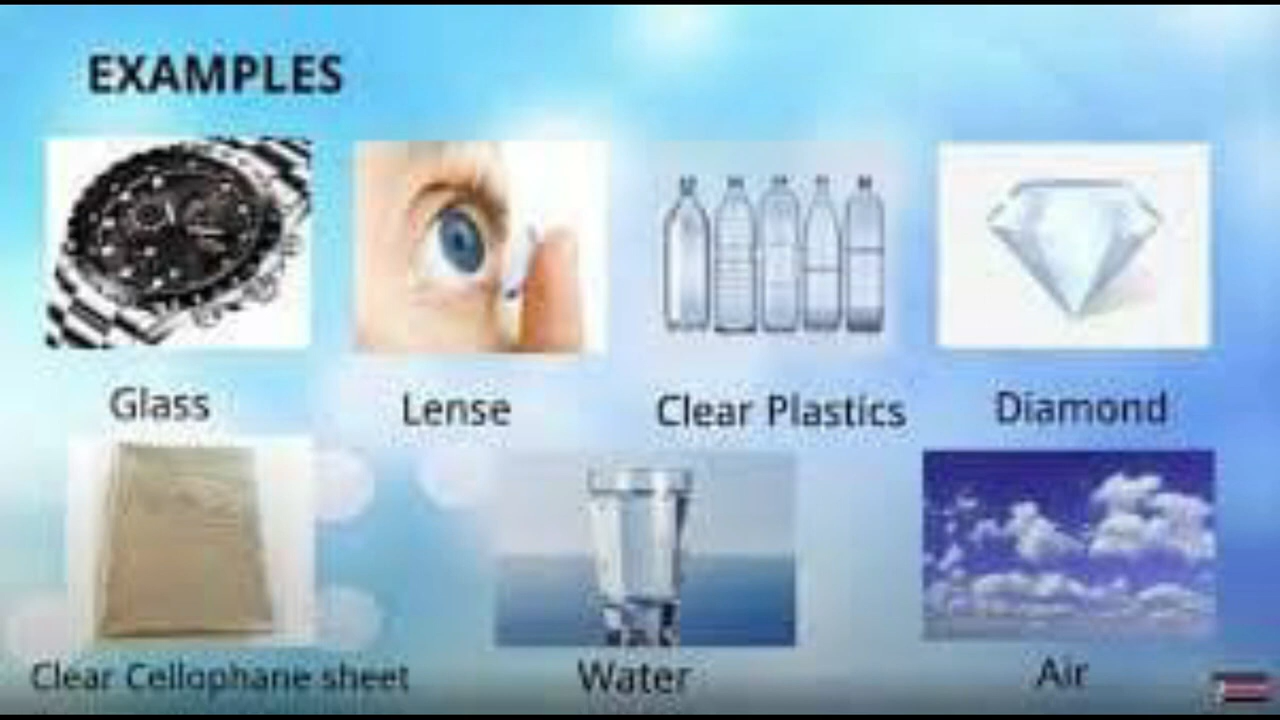 EXAMPLES
Glass
Lense
Clear Plastics
Diamond
Clear Cellophane sheet
Water
Air